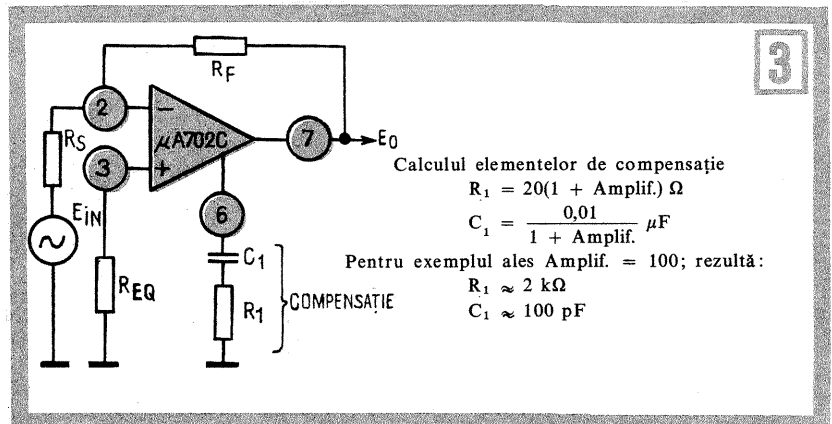 3
R_F
2
−
μA702C
7
E_0
R_S
3
+
6
E_iN
C_1
R_EQ
R_1
COMPENSAȚIE
Calculul elementelor de compensație
R_1 = 20(1 + Amplif.) Ω
C_1 = 0,01 / 1 + Amplif. μF
Pentru exemplul ales Amplif. = 100; rezultă:
R_1 ≈ 2 kΩ
C_1 ≈ 100 pF